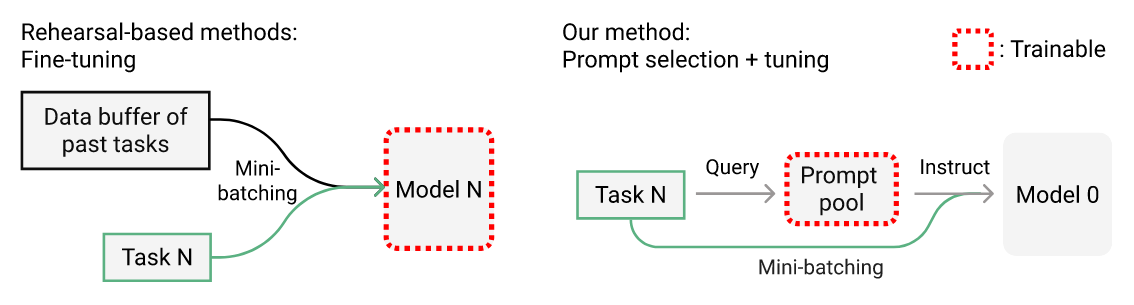 Rehearsal-based methods:
Fine-tuning
Data buffer of
past tasks
Mini-
batching
Model N
Task N
Our method:
Prompt selection + tuning
: Trainable
Task N
Query
Prompt
pool
Instruct
Model 0
Mini-batching